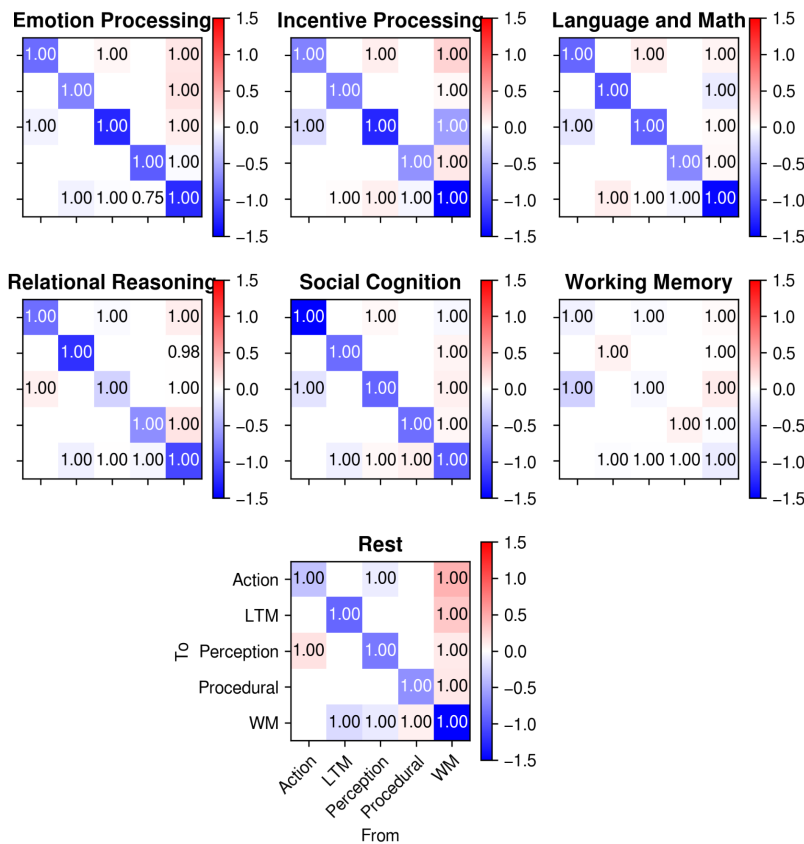 Emotion Processing
1.5
1.00 1.00 1.00
1.0
1.00 1.00
0.5
1.00 1.00 1.00
0.0
−0.5
1.00 1.00
−1.0
1.00 1.00 0.75 1.00
−1.5
Incentive Processing
1.5
1.00 1.00 1.00
1.0
1.00 1.00
0.5
1.00 1.00 1.00
0.0
−0.5
1.00 1.00
−1.0
1.00 1.00 1.00 1.00
−1.5
Language and Math
1.5
1.00 1.00 1.00
1.0
1.00 1.00
0.5
1.00 1.00 1.00
0.0
−0.5
1.00 1.00
−1.0
1.00 1.00 1.00 1.00
−1.5
Relational Reasoning
1.5
1.00 1.00 1.00
1.0
1.00 0.98
0.5
1.00 1.00 1.00
0.0
−0.5
1.00 1.00
−1.0
1.00 1.00 1.00 1.00
−1.5
Social Cognition
1.5
1.00 1.00 1.00
1.0
1.00 1.00
0.5
1.00 1.00 1.00
0.0
−0.5
1.00 1.00
−1.0
1.00 1.00 1.00 1.00
−1.5
Working Memory
1.5
1.00 1.00 1.00
1.0
1.00 1.00
0.5
1.00 1.00 1.00
0.0
−0.5
1.00 1.00
−1.0
1.00 1.00 1.00 1.00
−1.5
Rest
1.5
Action 1.00 1.00 1.00
1.0
LTM 1.00 1.00
0.5
To
Perception 1.00 1.00 1.00
0.0
−0.5
Procedural 1.00 1.00
−1.0
WM 1.00 1.00 1.00 1.00
−1.5
Action
LTM
Perception
Procedural
WM
From